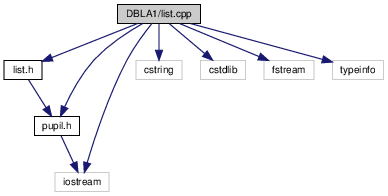 DBLA1/list.cpp
list.h
cstring
cstdlib
fstream
typeinfo
pupil.h
iostream